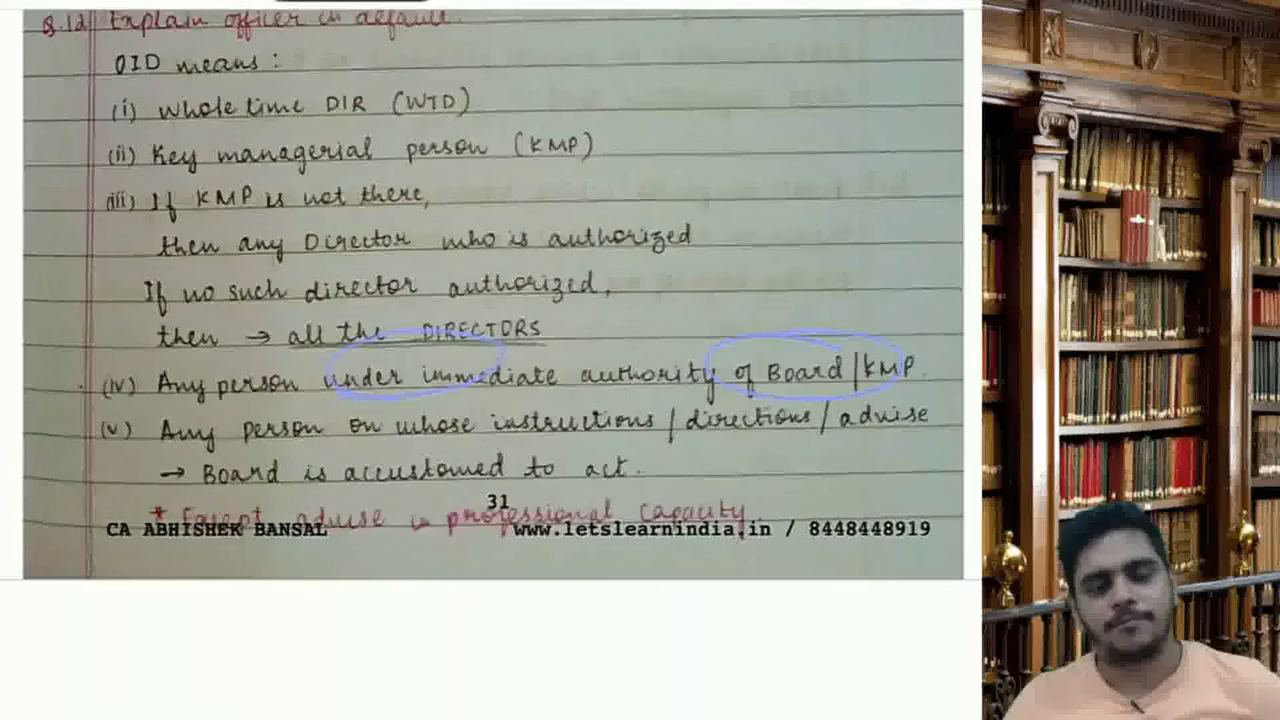 Q.12 Explain officer in default.
OID means :
(i) Whole time DIR (WTD)
(ii) Key managerial person (KMP)
(iii) If KMP is not there,
then any Director who is authorized
If no such director authorized,
then → all the DIRECTORS
(iv) Any person under immediate authority of Board/KMP.
(v) Any person on whose instructions / directions / advise
→ Board is accustomed to act.
* Except advise in professional capacity.
31
CA ABHISHEK BANSAL
www.letslearnindia.in / 8448448919